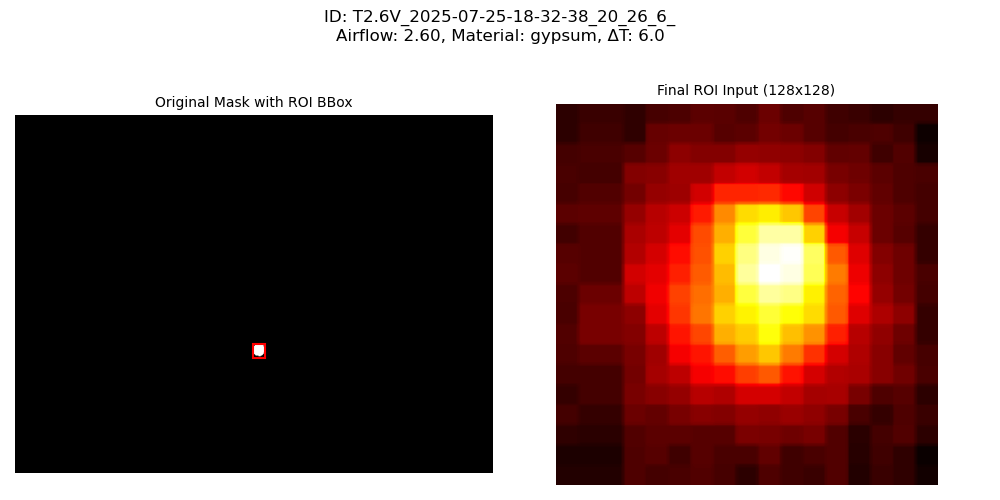 ID: T2.6V_2025-07-25-18-32-38_20_26_6_
Airflow: 2.60, Material: gypsum, ΔT: 6.0
Original Mask with ROI BBox
Final ROI Input (128x128)